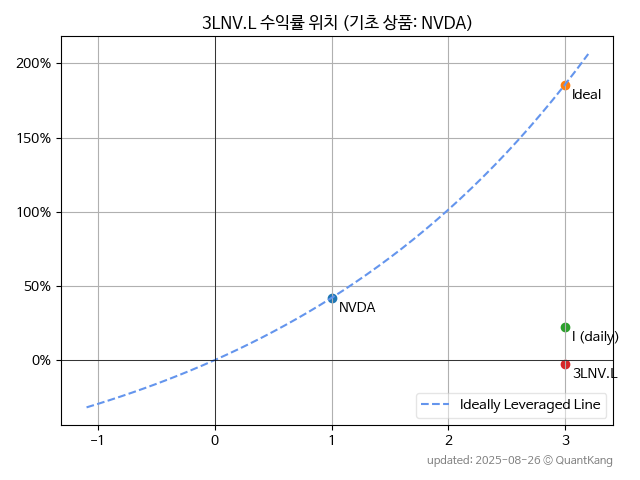 3LNV.L 수익률 위치 (기초 상품: NVDA)
200%
150%
100%
50%
0%
Ideal
NVDA
I (daily)
3LNV.L
Ideally Leveraged Line
−1
0
1
2
3
updated: 2025-08-26 © QuantKang